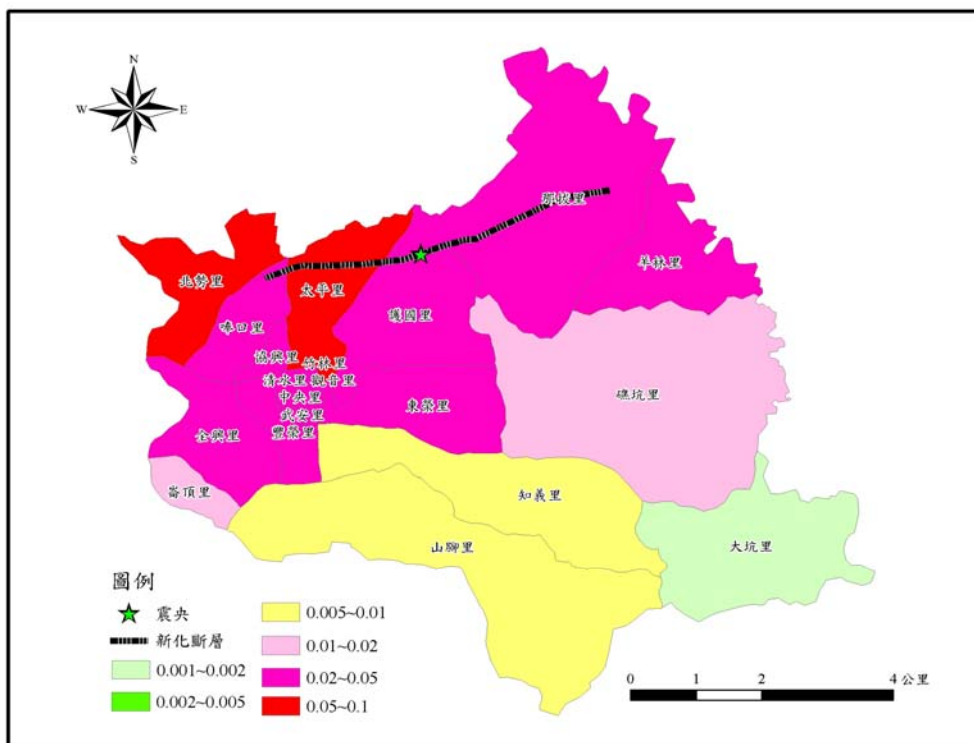 N
W E
S
那拔里
羊林里
北勢里
太平里
護國里
唪口里
協興里
竹林里
清水里
觀音里
中央里
武安里
豐榮里
東榮里
礁坑里
全興里
崙頂里
知義里
山腳里
大坑里
圖例
震央
新化斷層
0.001~0.002
0.002~0.005
0.005~0.01
0.01~0.02
0.02~0.05
0.05~0.1
0 1 2 4 公里